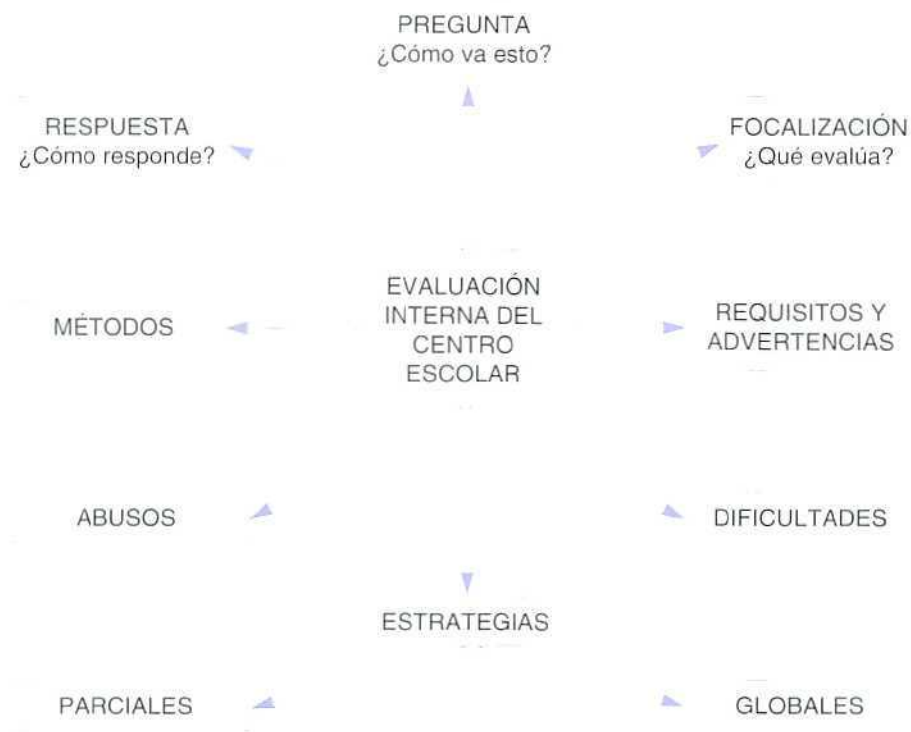 PREGUNTA
¿Cómo va esto?
RESPUESTA
¿Cómo responde?
FOCALIZACIÓN
¿Qué evalúa?
EVALUACIÓN
INTERNA DEL
CENTRO
ESCOLAR
MÉTODOS
REQUISITOS Y
ADVERTENCIAS
ABUSOS
DIFICULTADES
ESTRATEGIAS
PARCIALES
GLOBALES